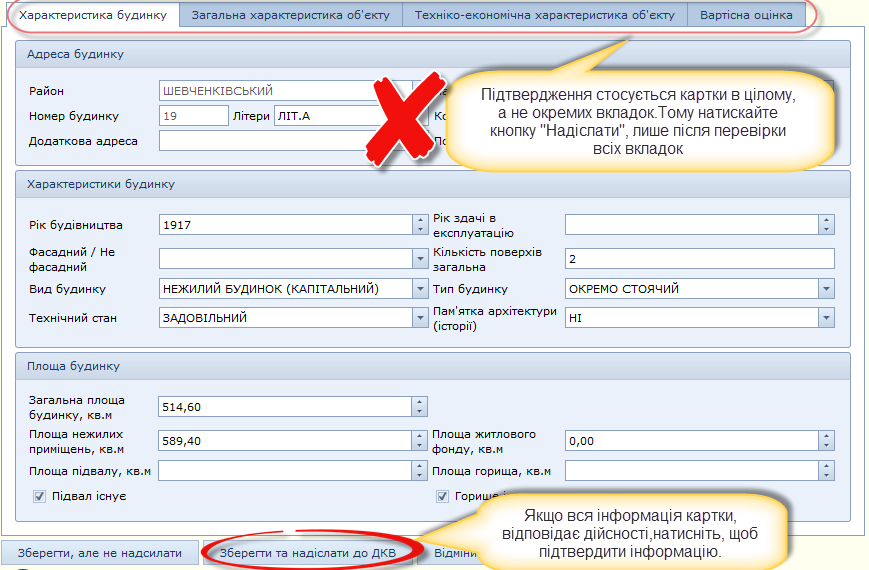 Характеристика будинку Загальна характеристика об'єкту Техніко-економічна характеристика об'єкту Вартісна оцінка
Адреса будинку
Район ШЕВЧЕНКІВСЬКИЙ
Номер будинку 19 Літери ЛІТ.А
Додаткова адреса
Підтвердження стосується картки в цілому,
а не окремих вкладок.Тому натискайте
кнопку "Надіслати", лише після перевірки
всіх вкладок
Характеристики будинку
Рік будівництва 1917 Рік здачі в
експлуатацію
Фасадний / Не
фасадний Кількість поверхів
загальна 2
Вид будинку НЕЖИЛИЙ БУДИНОК (КАПІТАЛЬНИЙ) Тип будинку ОКРЕМО СТОЯЧИЙ
Технічний стан ЗАДОВІЛЬНИЙ Пам'ятка архітектури
(історії) НІ
Площа будинку
Загальна площа
будинку, кв.м 514,60
Площа нежилих
приміщень, кв.м 589,40 Площа житлового
фонду, кв.м 0,00
Площа підвалу, кв.м Площа горища, кв.м
Підвал існує Горище
Якщо вся інформація картки,
відповідає дійсності,натисніть, щоб
підтвердити інформацію.
Зберегти, але не надсилати Зберегти та надіслати до ДКВ Відміни